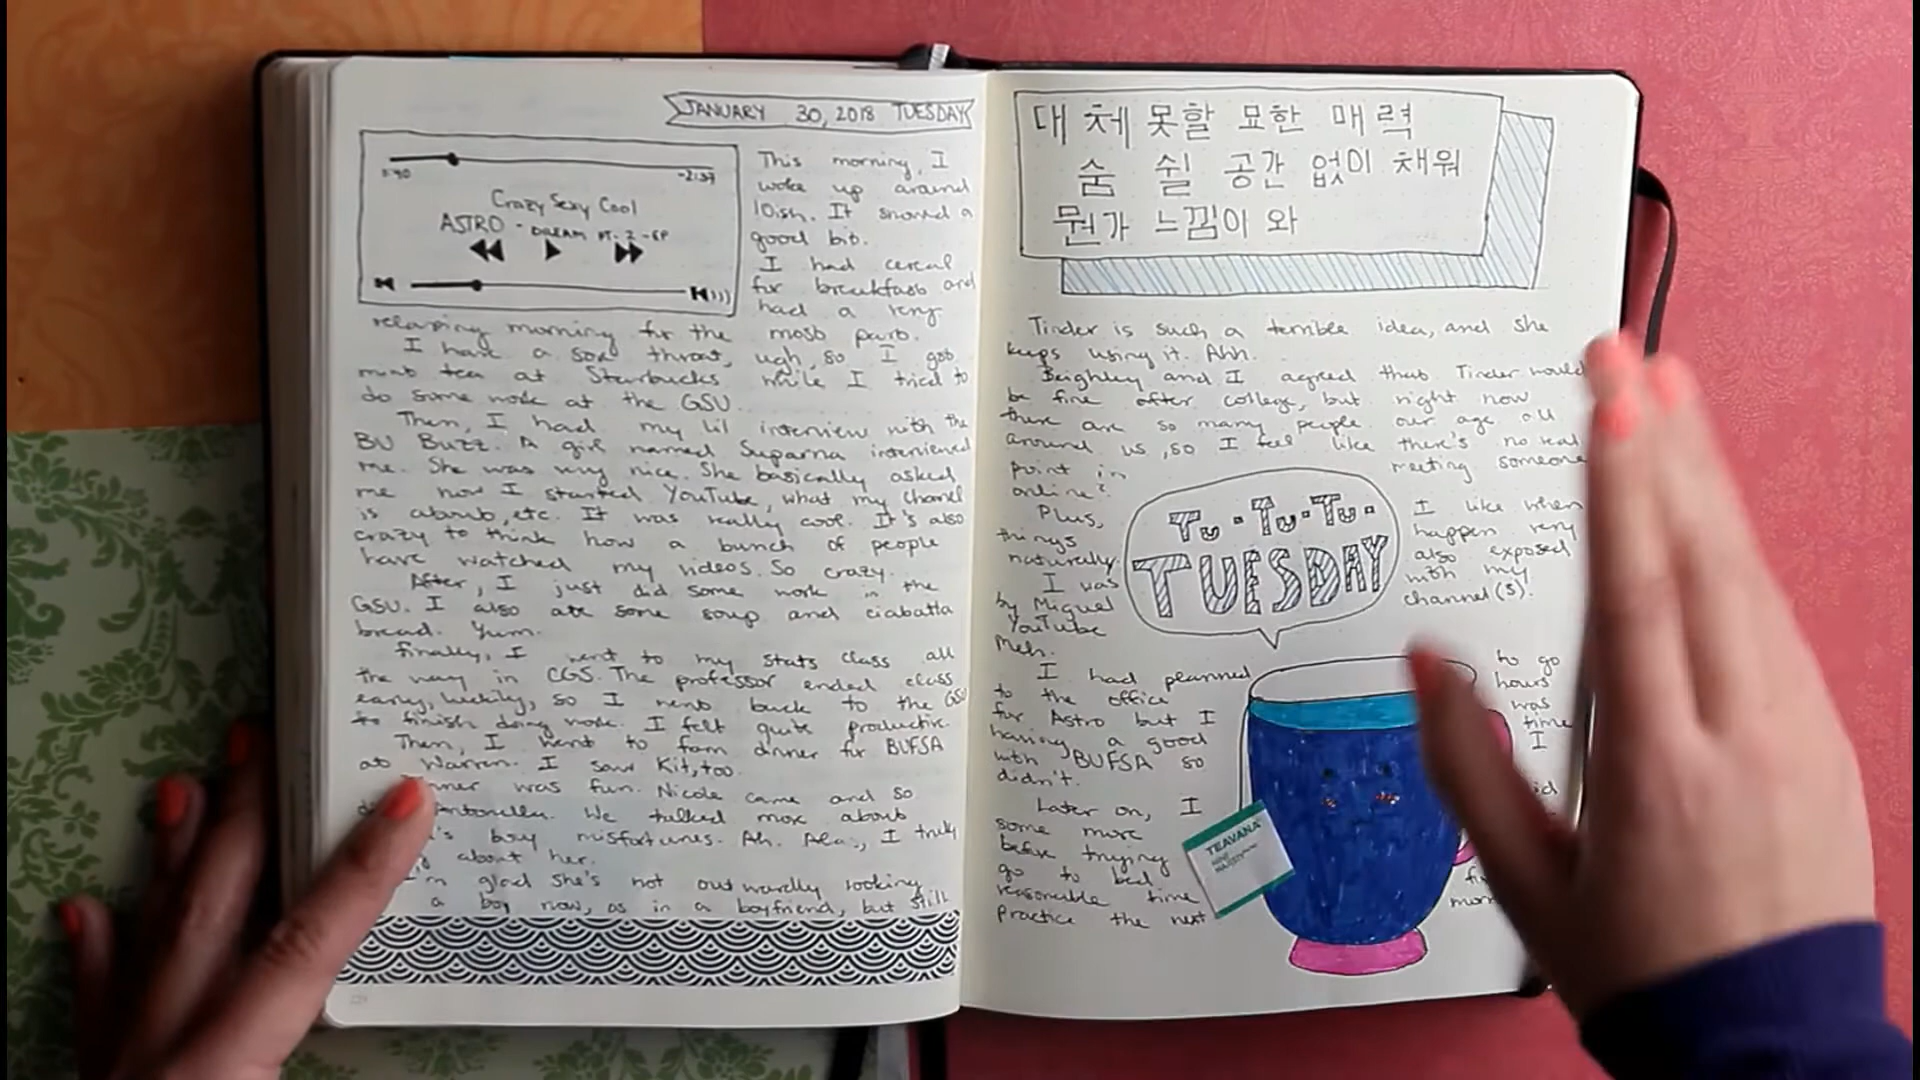 JANUARY 30, 2018 TUESDAY
-2:37
Crazy Sexy Cool
ASTRO - DREAM PT. 2 - EP
This morning, I
woke up around
10ish. It snowed a
good bit.
I had cereal
for breakfast and
had a very
relaxing morning for the most part.
I have a sore throat, ugh, so I got
mint tea at Starbucks while I tried to
do some work at the GSU.
Then, I had my lil interview with the
BU Buzz. A girl named Suparna interviewed
me. She was very nice. She basically asked
me how I started YouTube, what my channel
is about, etc. It was really cool. It's also
crazy to think how a bunch of people
have watched my videos. So crazy.
After, I just did some work in the
GSU. I also ate some soup and ciabatta
bread. Yum.
Finally, I went to my stats class all
the way in CGS. The professor ended class
early, luckily, so I went back to the GSU
to finish doing work. I felt quite productive.
Then, I went to fam dinner for BUFSA
at Warren. I saw Kit, too.
was fun. Nicole came and so
We talked more about
boy misfortunes. Ah. I truly
about her.
I'm glad she's not outwardly looking
a boy now, as in a boyfriend, but still
대체 못할 묘한 매력
숨 쉴 공간 없이 채워
뭔가 느낌이 와
Tinder is such a terrible idea, and she
keeps using it. Ahh.
and I agreed that Tinder would
be fine after college, but right now
there are so many people our age all
around us, so I feel like there's no real
point in meeting someone
online?
Plus, I like when
things happen very
naturally.
I was also exposed
by Miguel with my
YouTube channel(s).
Meh.
TU-TU-TU-
TUESDAY
I had planned to go
to the office hours
for Astro but I was
having a good time
with BUFSA so I
didn't.
Later on, I
some more
before trying
go to bed
reasonable time
practice the next
TEAVANA